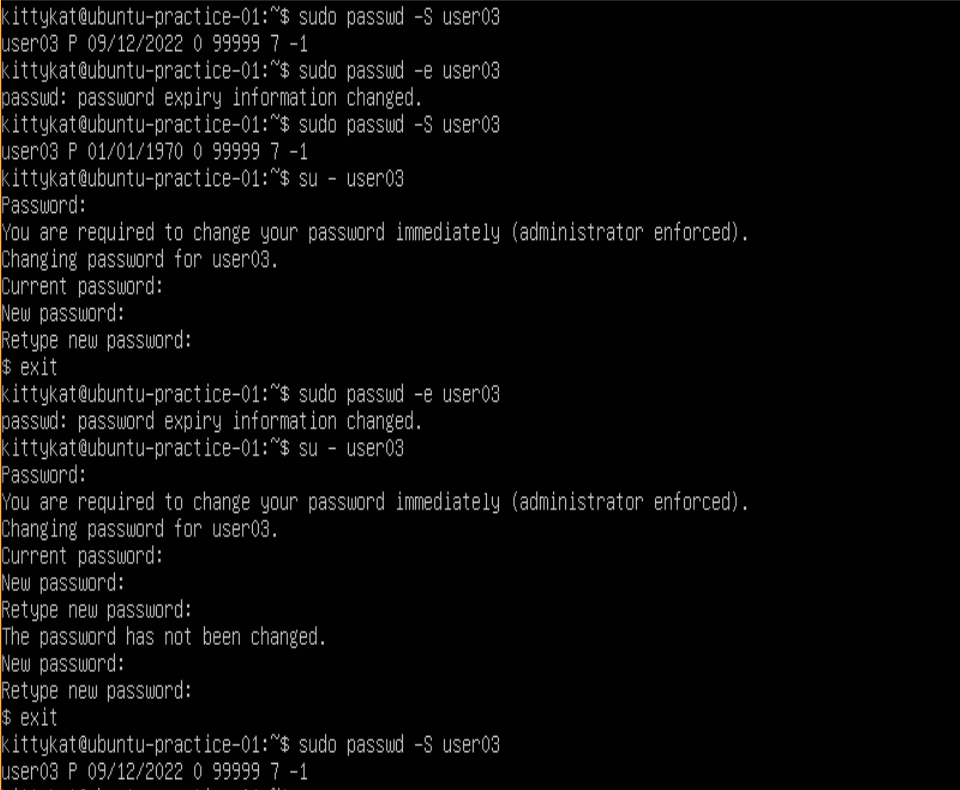 kittykat@ubuntu-practice-01:~$ sudo passwd -S user03
user03 P 09/12/2022 0 99999 7 -1
kittykat@ubuntu-practice-01:~$ sudo passwd -e user03
passwd: password expiry information changed.
kittykat@ubuntu-practice-01:~$ sudo passwd -S user03
user03 P 01/01/1970 0 99999 7 -1
kittykat@ubuntu-practice-01:~$ su - user03
Password:
You are required to change your password immediately (administrator enforced).
Changing password for user03.
Current password:
New password:
Retype new password:
$ exit
kittykat@ubuntu-practice-01:~$ sudo passwd -e user03
passwd: password expiry information changed.
kittykat@ubuntu-practice-01:~$ su - user03
Password:
You are required to change your password immediately (administrator enforced).
Changing password for user03.
Current password:
New password:
Retype new password:
The password has not been changed.
New password:
Retype new password:
$ exit
kittykat@ubuntu-practice-01:~$ sudo passwd -S user03
user03 P 09/12/2022 0 99999 7 -1